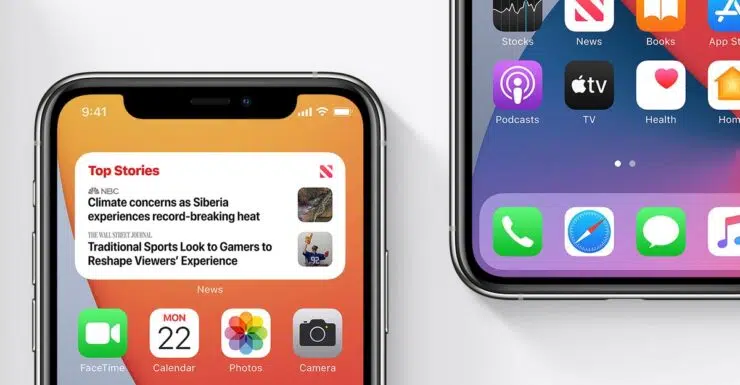 9:41
Top Stories
NBC
Climate concerns as Siberia
experiences record-breaking heat
THE WALL STREET JOURNAL
Traditional Sports Look to Gamers to
Reshape Viewers' Experience
News
MON
22
FaceTime
Calendar
Photos
Camera
Stocks
News
Books
App St
tv
Podcasts
TV
Health
Hom